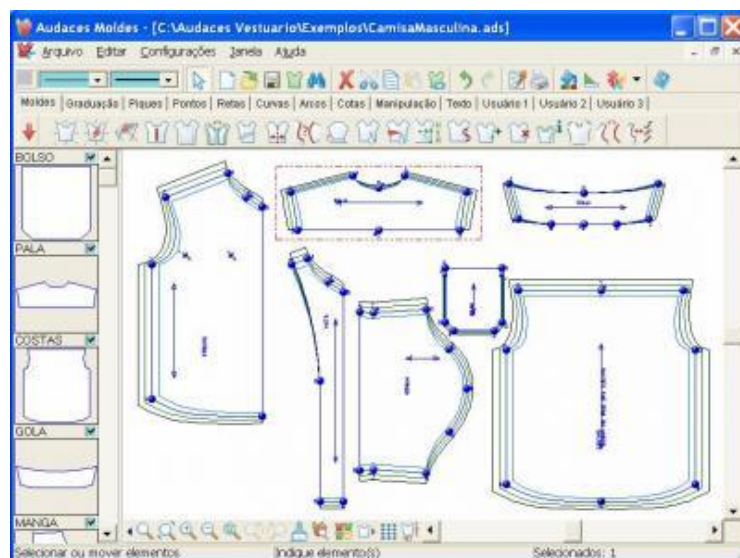 Audaces Moldes - [C:\Audaces Vestuario\Exemplos\CamisaMasculina.ads]
Arquivo Editar Configurações Janela Ajuda
Moldes Graduação Piques Pontos Retas Curvas Arcos Cotas Manipulação Texto Usuário 1 Usuário 2 Usuário 3
BOLSO
PALA
COSTAS
GOLA
MANGA
Selecionar ou mover elementos Indique elemento(s) Selecionados: 1